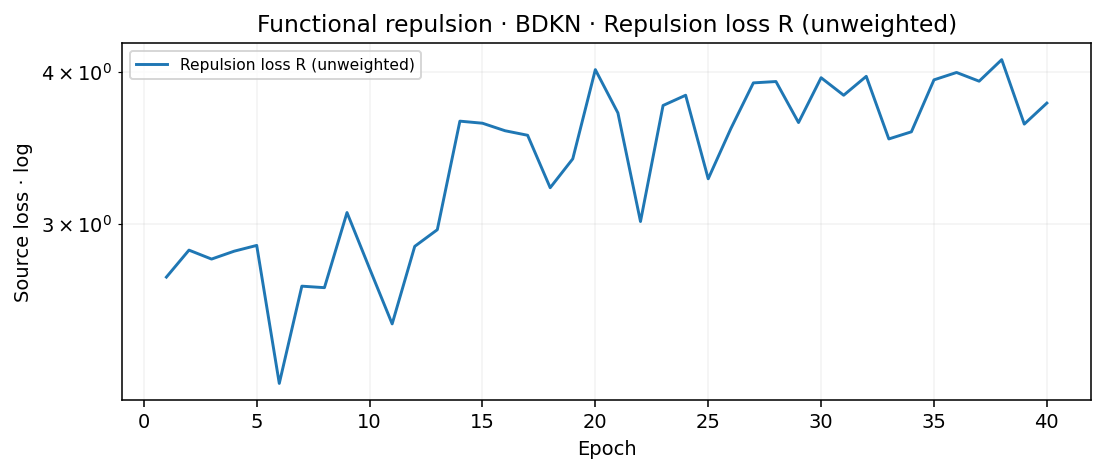 Functional repulsion · BDKN · Repulsion loss R (unweighted)
Repulsion loss R (unweighted)
4 × 10⁰
3 × 10⁰
Source loss · log
0 5 10 15 20 25 30 35 40
Epoch